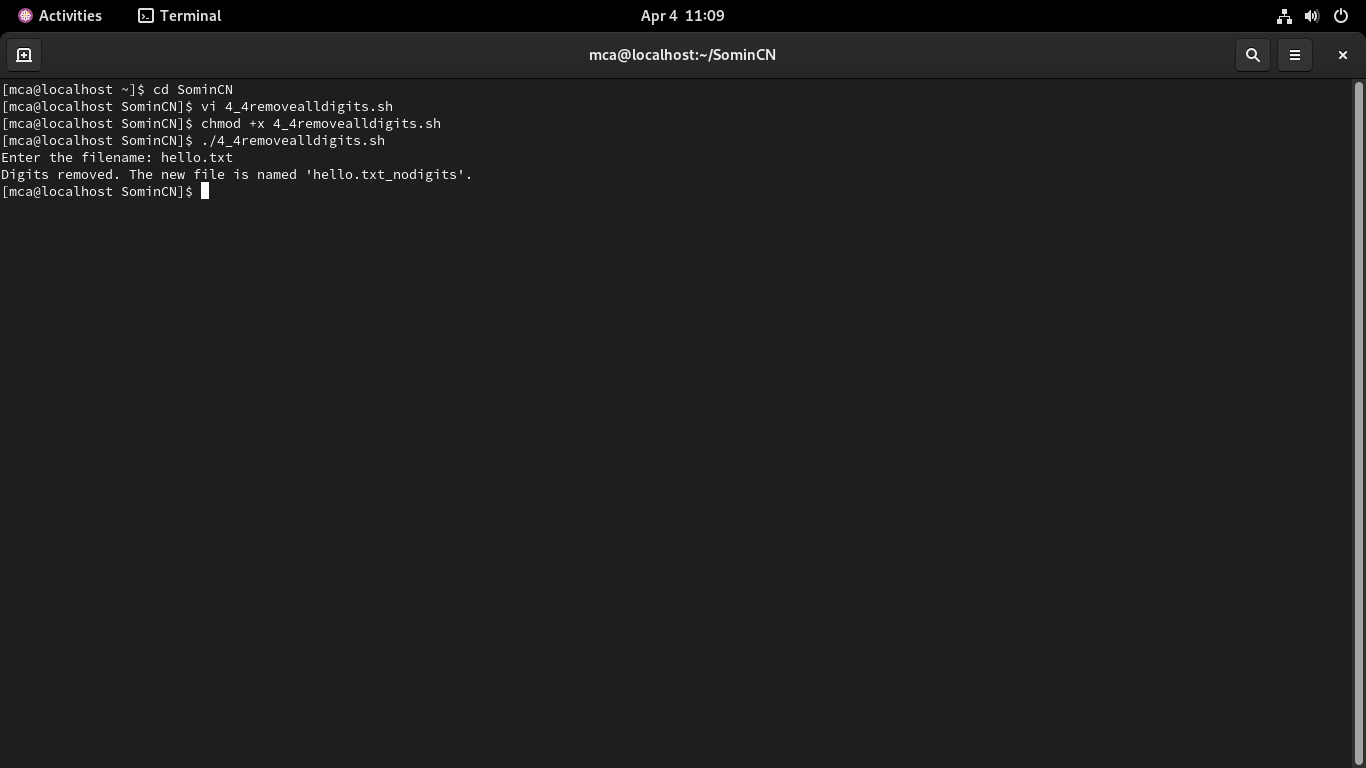 Activities Terminal Apr 4 11:09
mca@localhost:~/SominCN
[mca@localhost ~]$ cd SominCN
[mca@localhost SominCN]$ vi 4_4removealldigits.sh
[mca@localhost SominCN]$ chmod +x 4_4removealldigits.sh
[mca@localhost SominCN]$ ./4_4removealldigits.sh
Enter the filename: hello.txt
Digits removed. The new file is named 'hello.txt_nodigits'.
[mca@localhost SominCN]$